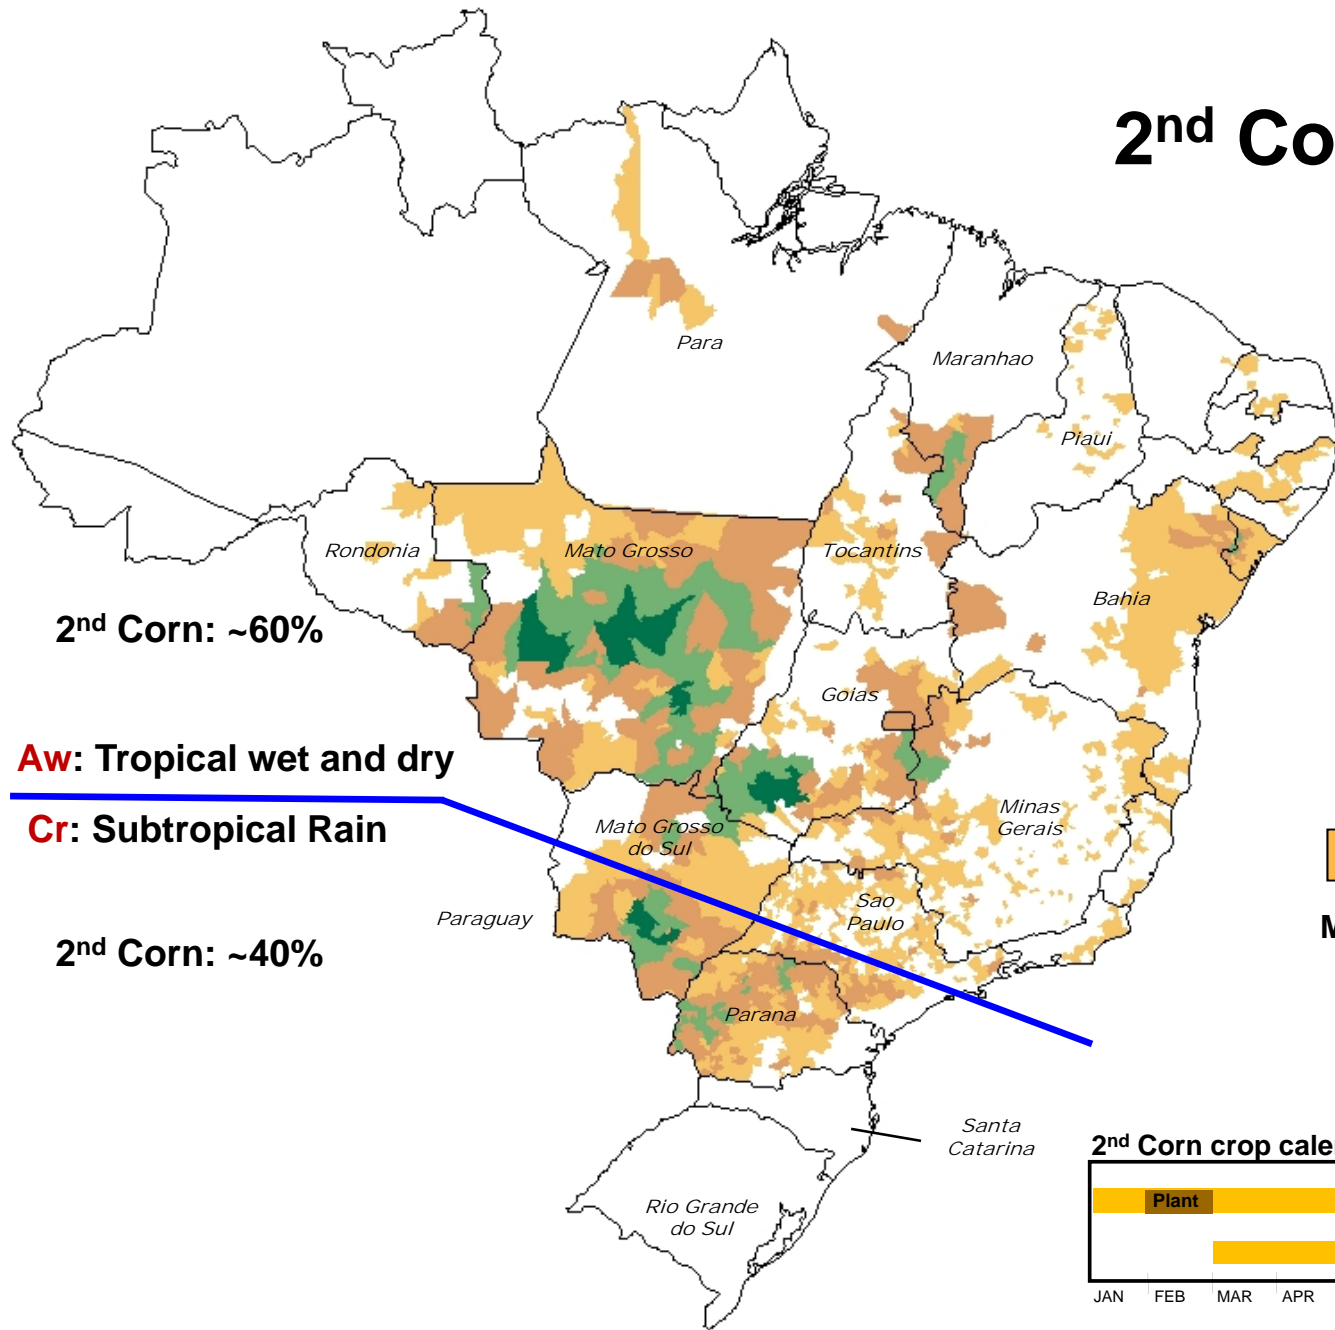 2nd Co
Para
Maranhao
Piaui
Rondonia
Mato Grosso
Tocantins
Bahia
2nd Corn: ~60%
Goias
Aw: Tropical wet and dry
Cr: Subtropical Rain
Mato Grosso
do Sul
Minas
Gerais
Sao
Paulo
Paraguay
2nd Corn: ~40%
M
Parana
Santa
Catarina
Rio Grande
do Sul
2nd Corn crop cale
Plant
JAN FEB MAR APR